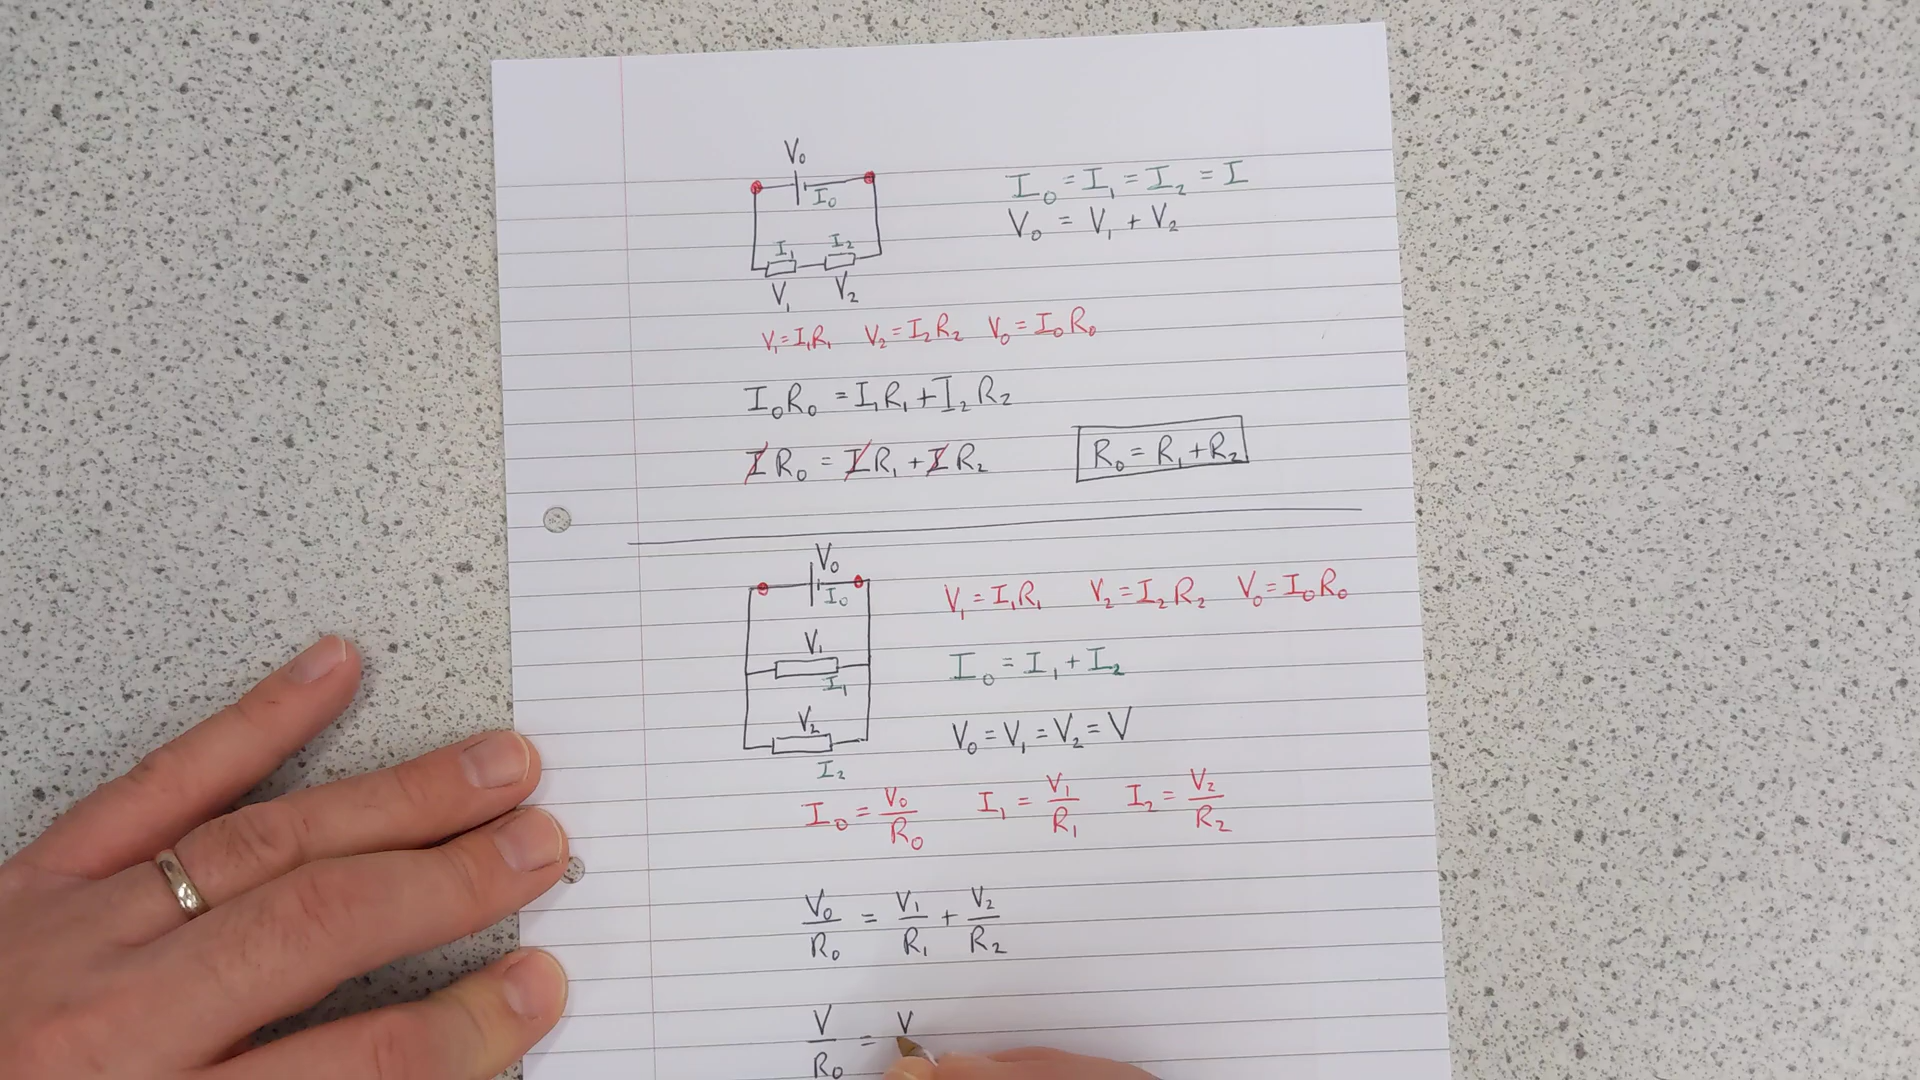 V₀
I₀
I₁ I₂
V₁ V₂
I₀ = I₁ = I₂ = I
V₀ = V₁ + V₂
V₁ = I₁R₁ V₂ = I₂R₂ V₀ = I₀R₀
I₀R₀ = I₁R₁ + I₂R₂
IR₀ = IR₁ + IR₂
R₀ = R₁ + R₂
V₀
I₀
V₁
I₁
V₂
I₂
V₁ = I₁R₁ V₂ = I₂R₂ V₀ = I₀R₀
I₀ = I₁ + I₂
V₀ = V₁ = V₂ = V
I₀ = V₀/R₀ I₁ = V₁/R₁ I₂ = V₂/R₂
V₀/R₀ = V₁/R₁ + V₂/R₂
V/R₀ = V